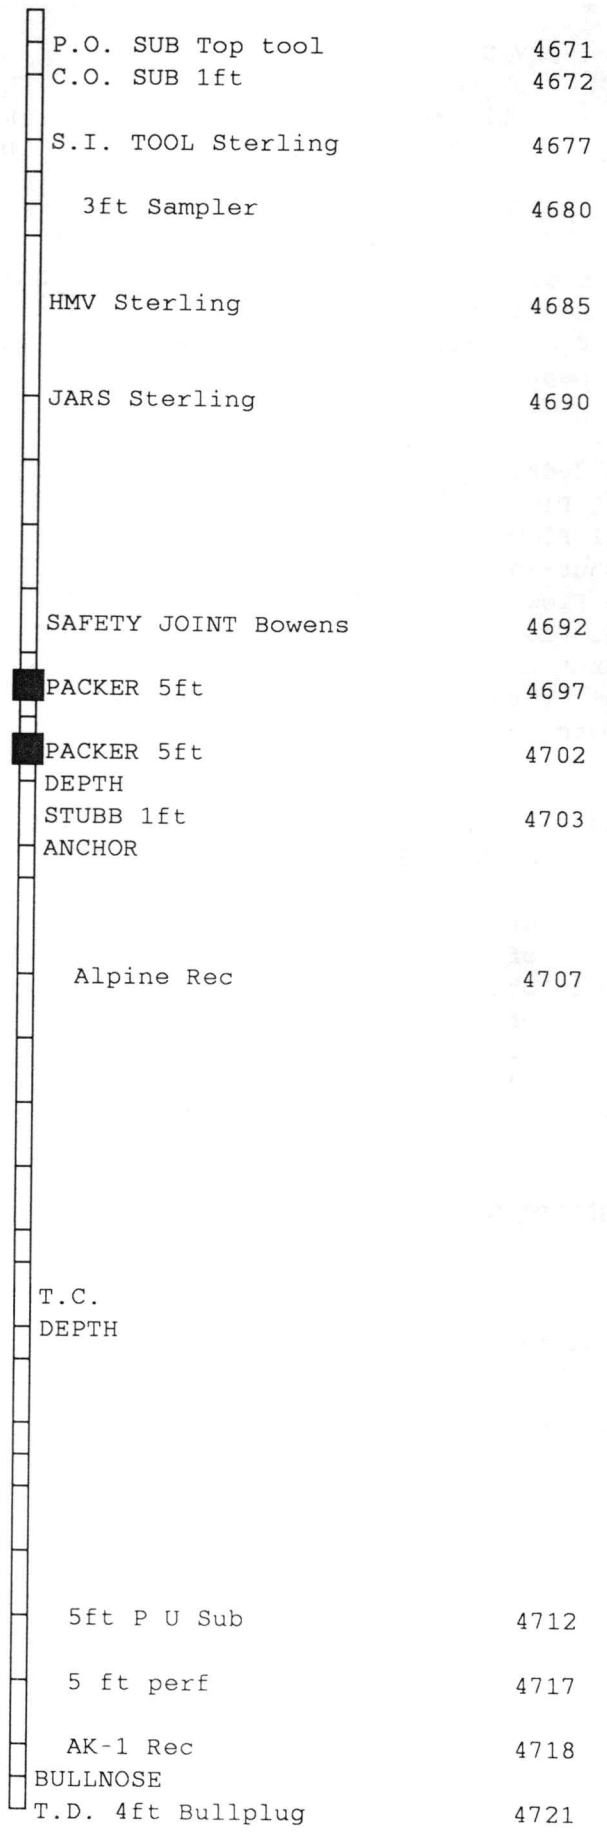 P.O. SUB Top tool 4671
C.O. SUB 1ft 4672
S.I. TOOL Sterling 4677
3ft Sampler 4680
HMV Sterling 4685
JARS Sterling 4690
SAFETY JOINT Bowens 4692
PACKER 5ft 4697
PACKER 5ft 4702
DEPTH
STUBB 1ft 4703
ANCHOR
Alpine Rec 4707
T.C.
DEPTH
5ft P U Sub 4712
5 ft perf 4717
AK-1 Rec 4718
BULLNOSE
T.D. 4ft Bullplug 4721